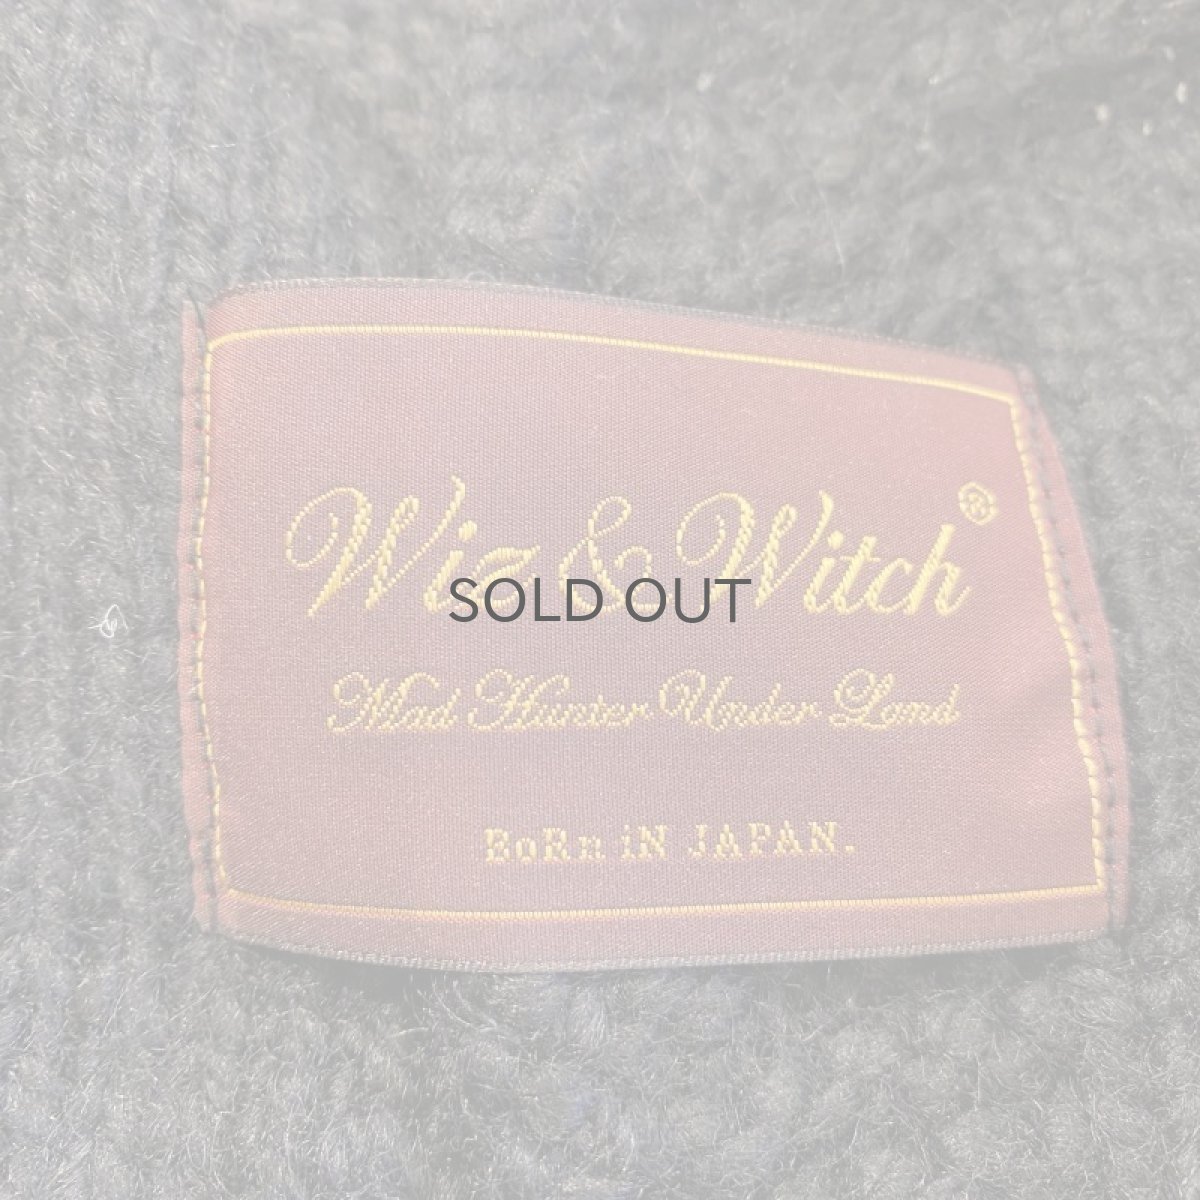 Wiz & Witch®
SOLD OUT
Mad Hunter Under Land
BoRn iN JAPAN.